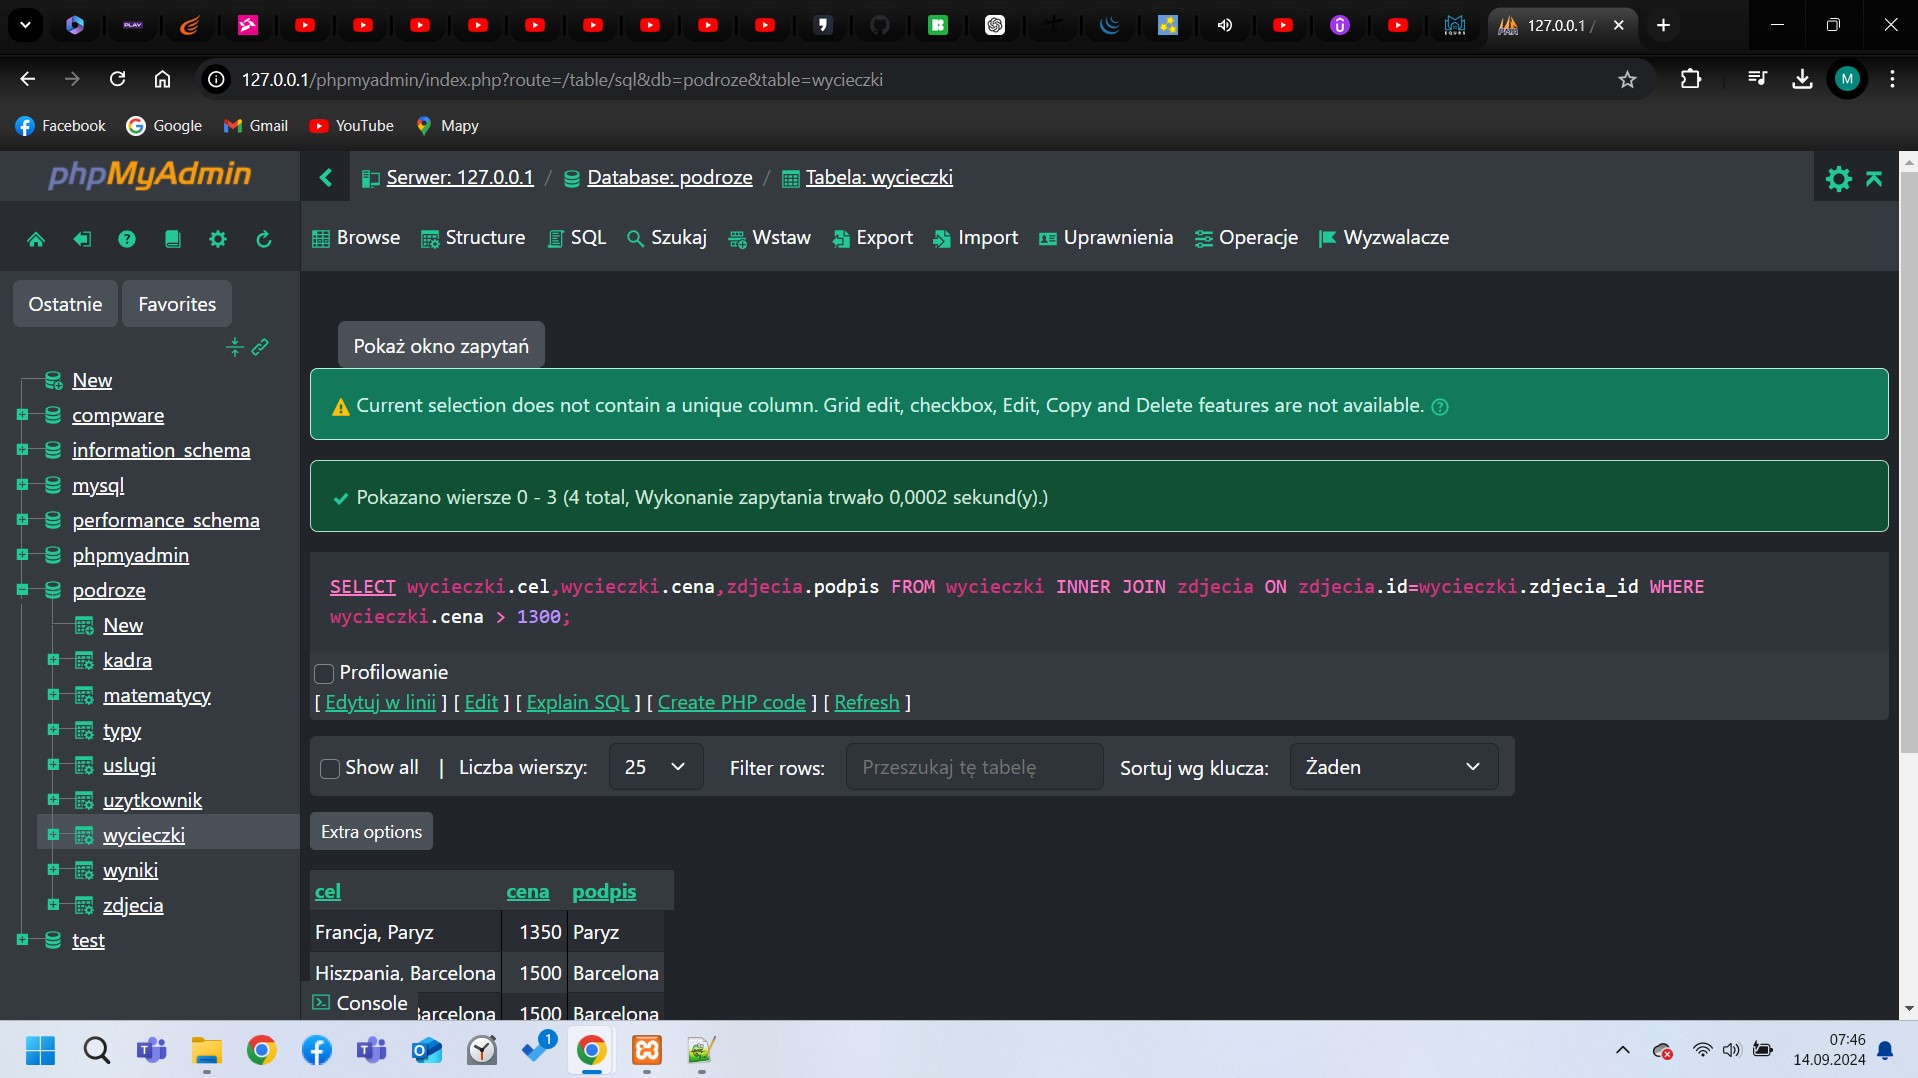 PLAY
127.0.0.1 /
127.0.0.1/phpmyadmin/index.php?route=/table/sql&db=podroze&table=wycieczki
M
Facebook Google Gmail YouTube Mapy
phpMyAdmin
Serwer: 127.0.0.1 / Database: podroze / Tabela: wycieczki
Browse Structure SQL Szukaj Wstaw Export Import Uprawnienia Operacje Wyzwalacze
Ostatnie Favorites
New
compware
information_schema
mysql
performance_schema
phpmyadmin
podroze
New
kadra
matematycy
typy
uslugi
uzytkownik
wycieczki
wyniki
zdjecia
test
Pokaż okno zapytań
Current selection does not contain a unique column. Grid edit, checkbox, Edit, Copy and Delete features are not available.
Pokazano wiersze 0 - 3 (4 total, Wykonanie zapytania trwało 0,0002 sekund(y).)
SELECT wycieczki.cel,wycieczki.cena,zdjecia.podpis FROM wycieczki INNER JOIN zdjecia ON zdjecia.id=wycieczki.zdjecia_id WHERE
wycieczki.cena > 1300;
Profilowanie
[ Edytuj w linii ] [ Edit ] [ Explain SQL ] [ Create PHP code ] [ Refresh ]
Show all | Liczba wierszy: 25 Filter rows: Przeszukaj tę tabelę Sortuj wg klucza: Żaden
Extra options
cel cena podpis
Francja, Paryz 1350 Paryz
Hiszpania, Barcelona 1500 Barcelona
Barcelona 1500 Barcelona
Console
1
07:46
14.09.2024